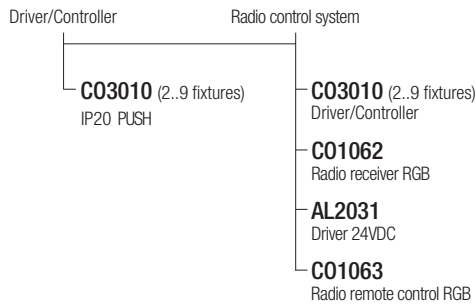 Driver/Controller
Radio control system
CO3010 (2..9 fixtures)
IP20 PUSH
CO3010 (2..9 fixtures)
Driver/Controller
CO1062
Radio receiver RGB
AL2031
Driver 24VDC
CO1063
Radio remote control RGB